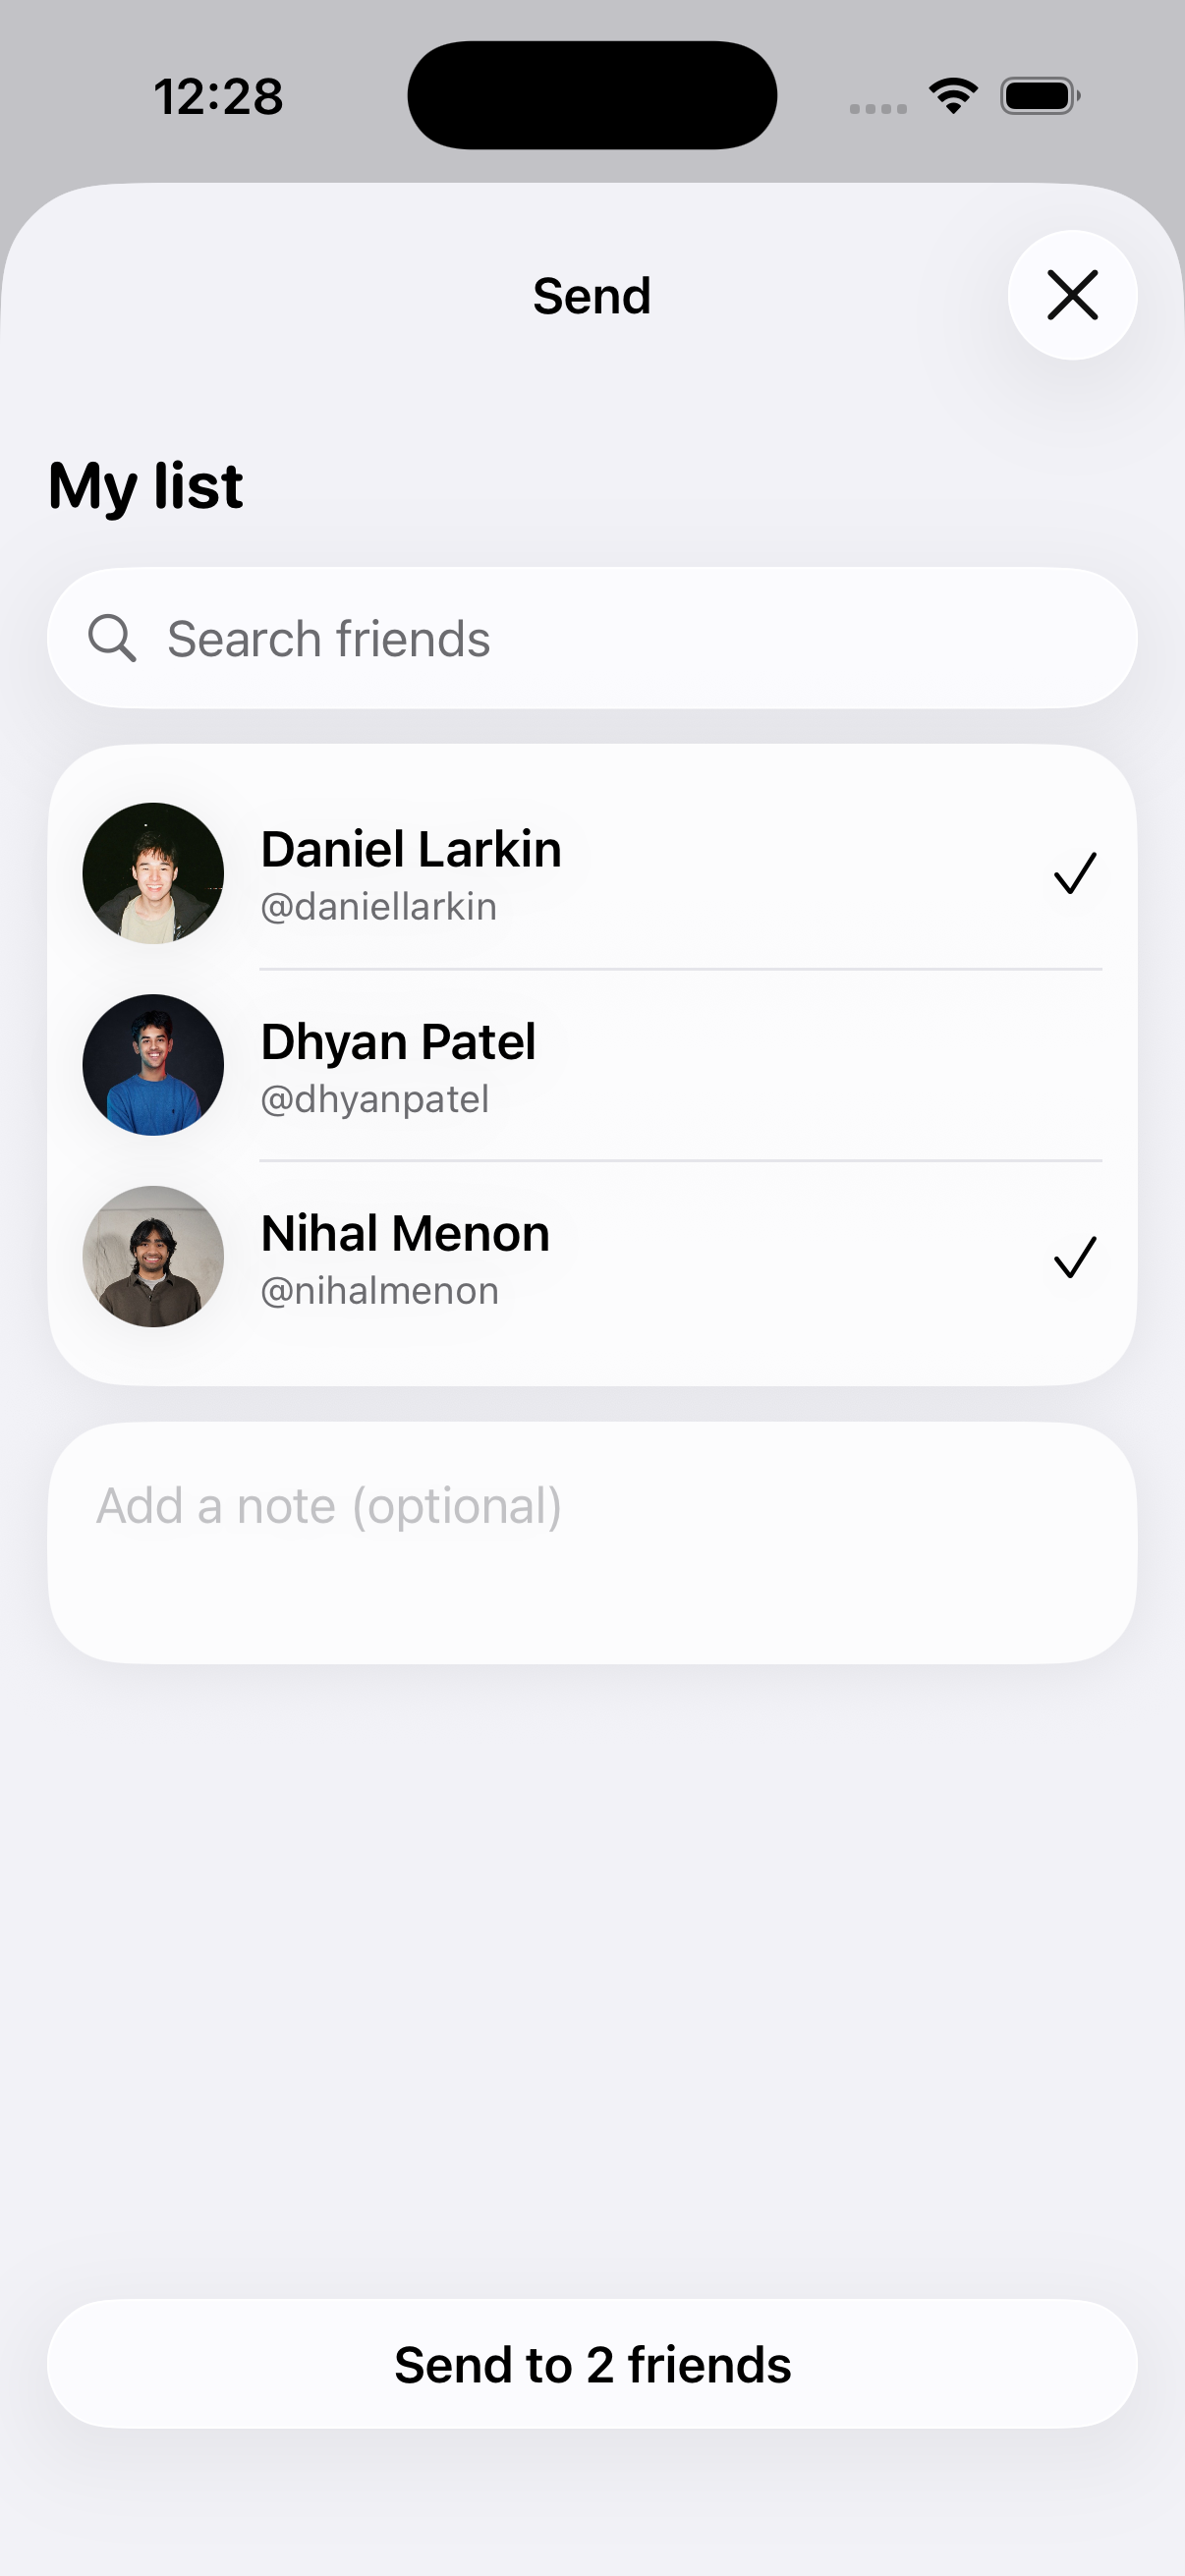 12:28
Send
My list
Search friends
Daniel Larkin
@daniellarkin
Dhyan Patel
@dhyanpatel
Nihal Menon
@nihalmenon
Add a note (optional)
Send to 2 friends